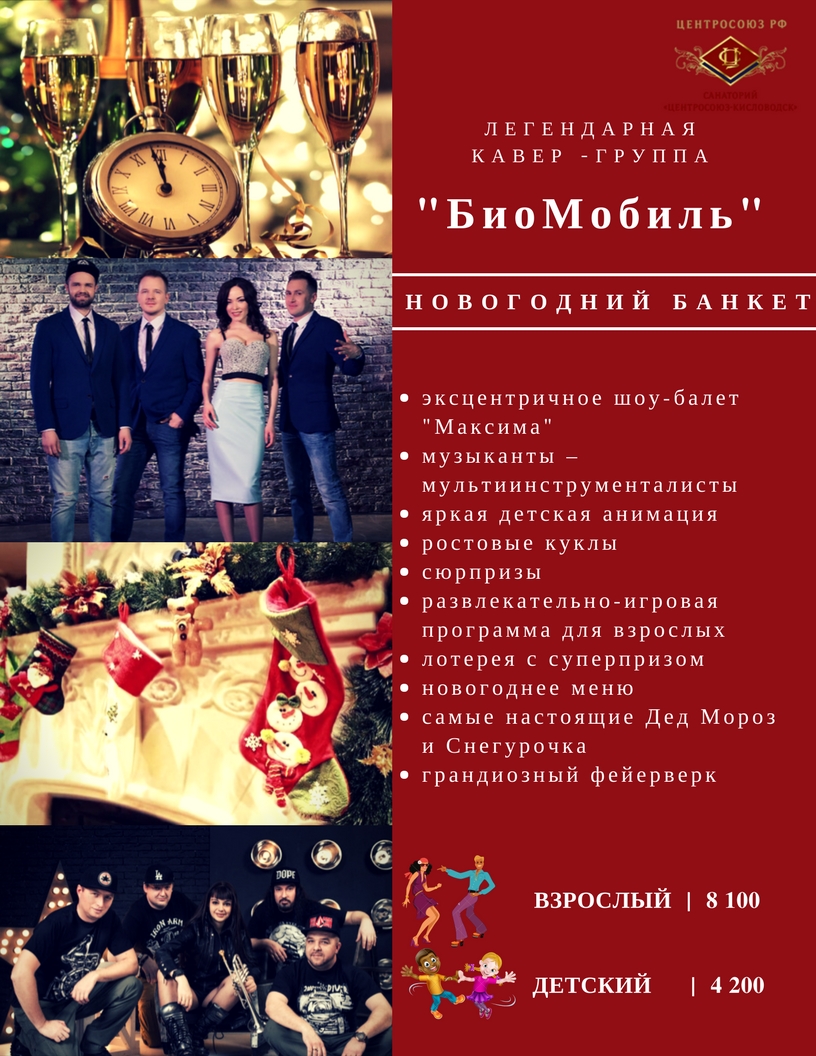 ЦЕНТРОСОЮЗ РФ
САНАТОРИЙ
«ЦЕНТРОСОЮЗ-КИСЛОВОДСК»
ЛЕГЕНДАРНАЯ
КАВЕР -ГРУППА
"БиоМобиль"
НОВОГОДНИЙ БАНКЕТ
эксцентричное шоу-балет
"Максима"
музыканты –
мультиинструменталисты
яркая детская анимация
ростовые куклы
сюрпризы
развлекательно-игровая
программа для взрослых
лотерея с суперпризом
новогоднее меню
самые настоящие Дед Мороз
и Снегурочка
грандиозный фейерверк
DOPE
LA
ВЗРОСЛЫЙ | 8 100
ДЕТСКИЙ | 4 200